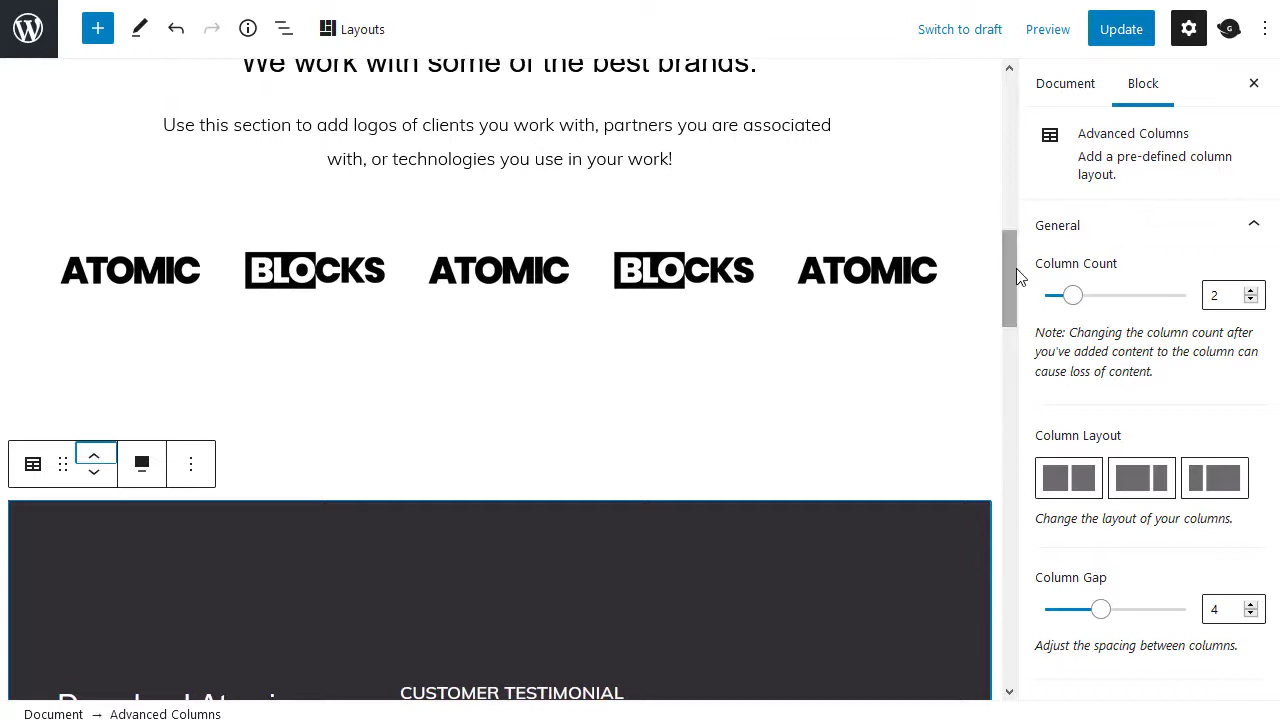 Layouts
Switch to draft
Preview
Update
G
We work with some of the best brands.
Use this section to add logos of clients you work with, partners you are associated
with, or technologies you use in your work!
ATOMIC BLOCKS ATOMIC BLOCKS ATOMIC
CUSTOMER TESTIMONIAL
Document
Block
Advanced Columns
Add a pre-defined column
layout.
General
Column Count
2
Note: Changing the column count after
you've added content to the column can
cause loss of content.
Column Layout
Change the layout of your columns.
Column Gap
4
Adjust the spacing between columns.
Document → Advanced Columns